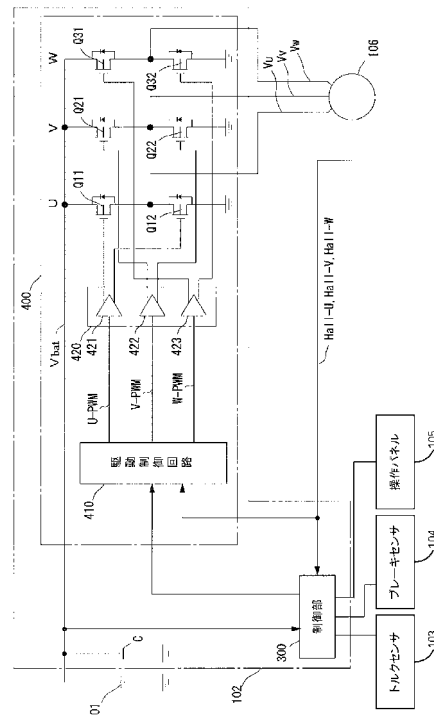 400
Vbat
U
V
W
Q11
Q21
Q31
Q12
Q22
Q32
420
421
422
423
U-PWM
V-PWM
W-PWM
410
駆動制御回路
Vu
Vv
Vw
106
Hall-U, Hall-V, Hall-W
01
C
102
300
制御部
トルクセンサ
103
ブレーキセンサ
104
操作パネル
105